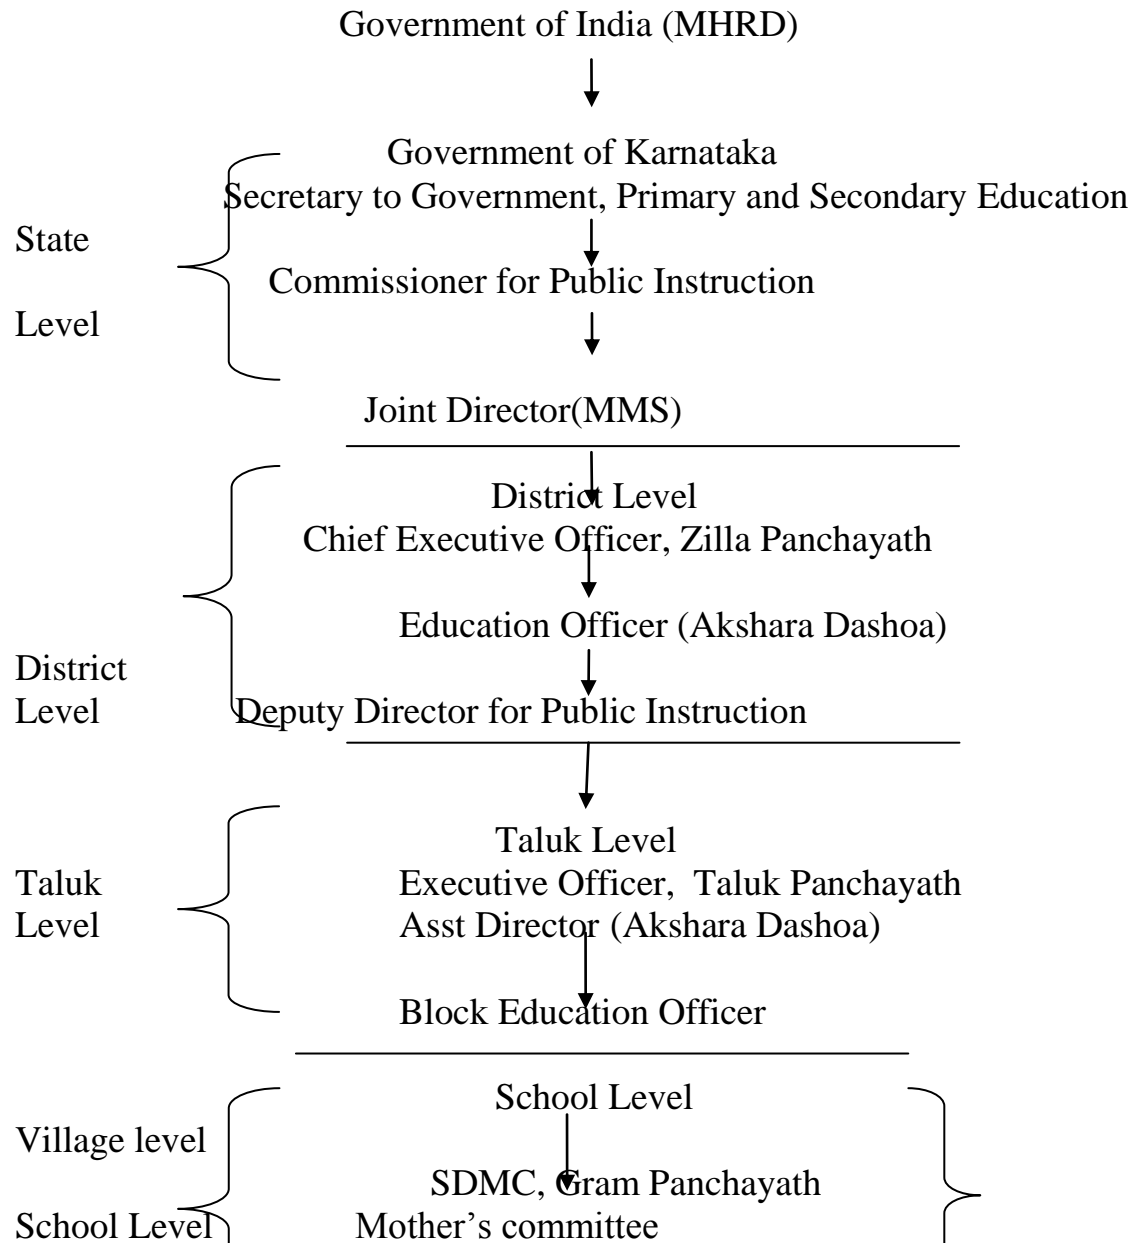 Government of India (MHRD)
Government of Karnataka
Secretary to Government, Primary and Secondary Education
State
Commissioner for Public Instruction
Level
Joint Director(MMS)
District Level
Chief Executive Officer, Zilla Panchayath
Education Officer (Akshara Dashoa)
District
Level
Deputy Director for Public Instruction
Taluk Level
Taluk
Executive Officer, Taluk Panchayath
Level
Asst Director (Akshara Dashoa)
Block Education Officer
School Level
Village level
SDMC, Gram Panchayath
School Level
Mother's committee